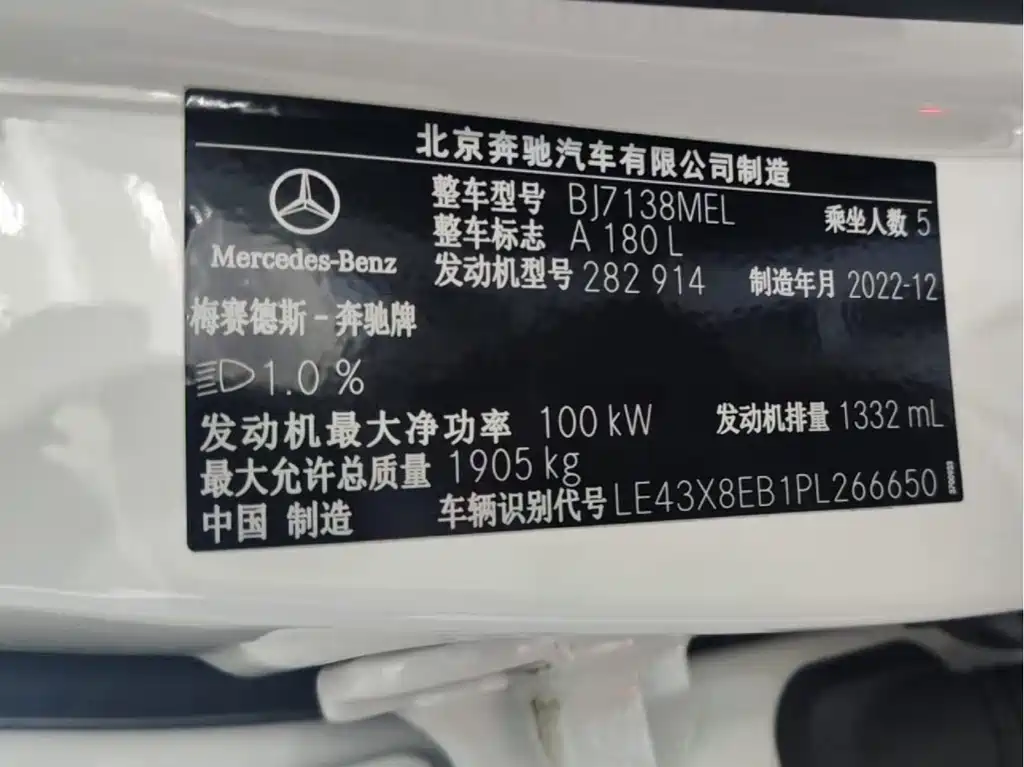 北京奔驰汽车有限公司制造
Mercedes-Benz
整车型号 BJ7138MEL 乘坐人数 5
整车标志 A 180 L
发动机型号 282 914 制造年月 2022-12
梅赛德斯-奔驰牌
1.0 %
发动机最大净功率 100 kW 发动机排量 1332 mL
最大允许总质量 1905 kg
中国 制造 车辆识别代号 LE43X8EB1PL266650